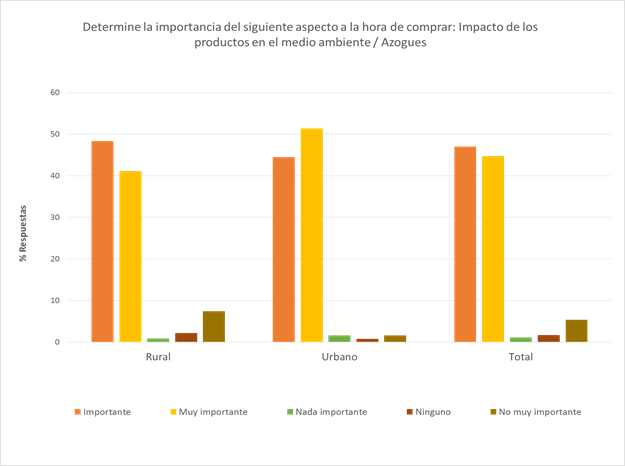 Determine la importancia del siguiente aspecto a la hora de comprar: Impacto de los
productos en el medio ambiente / Azogues
60
50
40
30
20
10
0
% Respuestas
Rural
Urbano
Total
Importante
Muy importante
Nada importante
Ninguno
No muy importante